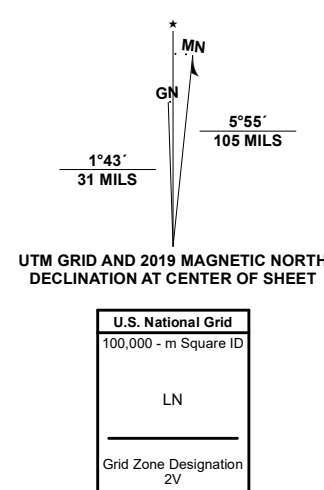 ★
MN
GN
5°55´
105 MILS
1°43´
31 MILS
UTM GRID AND 2019 MAGNETIC NORTH
DECLINATION AT CENTER OF SHEET
U.S. National Grid
100,000 - m Square ID
LN
Grid Zone Designation
2V